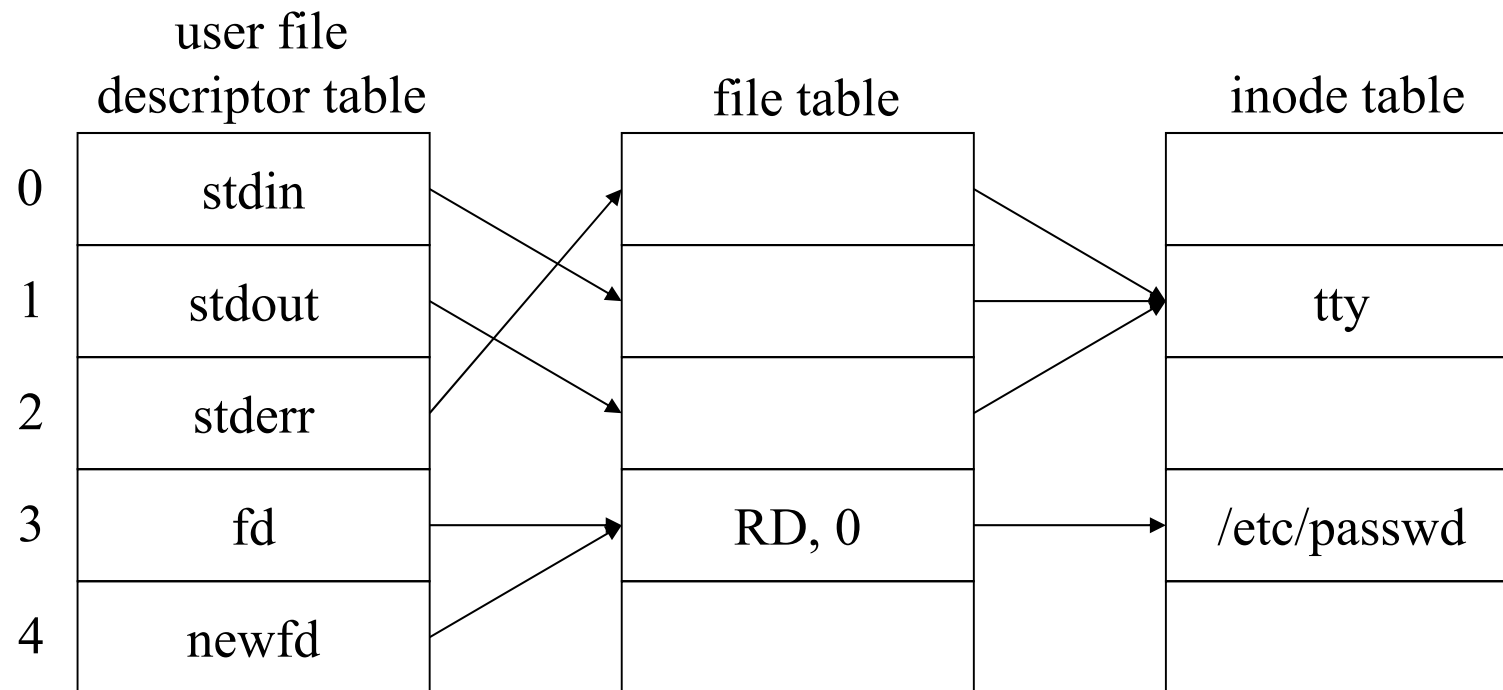 user file
descriptor table
file table
inode table
0
stdin
1
stdout
tty
2
stderr
3
fd
RD, 0
/etc/passwd
4
newfd